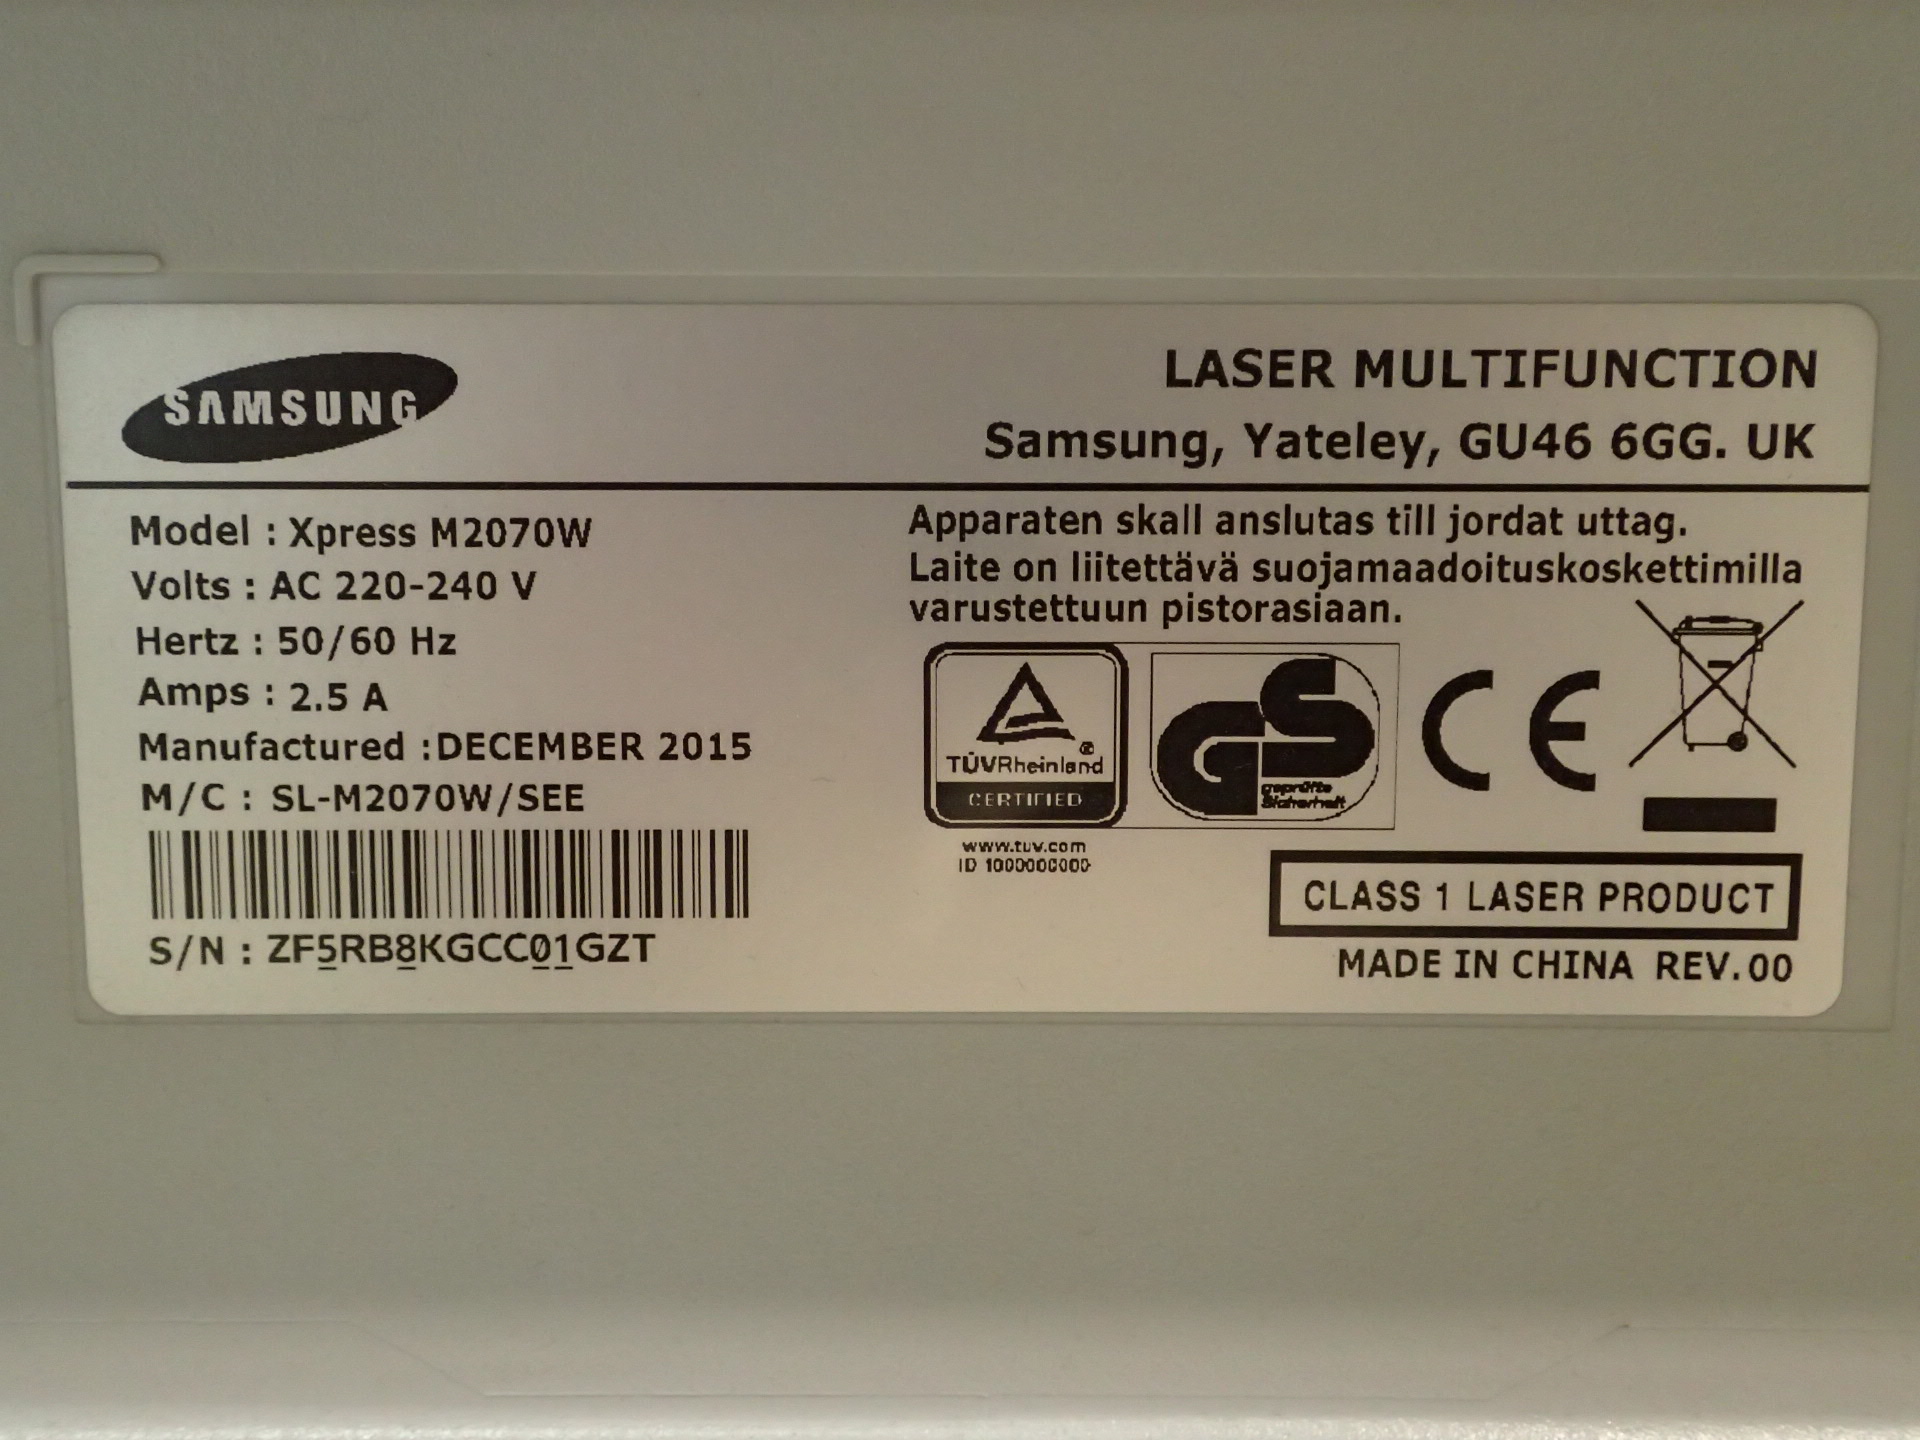 SAMSUNG
LASER MULTIFUNCTION
Samsung, Yateley, GU46 6GG. UK
Model : Xpress M2070W
Volts : AC 220-240 V
Hertz : 50/60 Hz
Amps : 2.5 A
Manufactured :DECEMBER 2015
M/C : SL-M2070W/SEE
S/N : ZF5RB8KGCC01GZT
Apparaten skall anslutas till jordat uttag.
Laite on liitettävä suojamaadoituskoskettimilla
varustettuun pistorasiaan.
TÜVRheinland ®
CERTIFIED
www.tuv.com
ID 1000000000
GS
geprüfte
Sicherheit
CE
CLASS 1 LASER PRODUCT
MADE IN CHINA REV.00